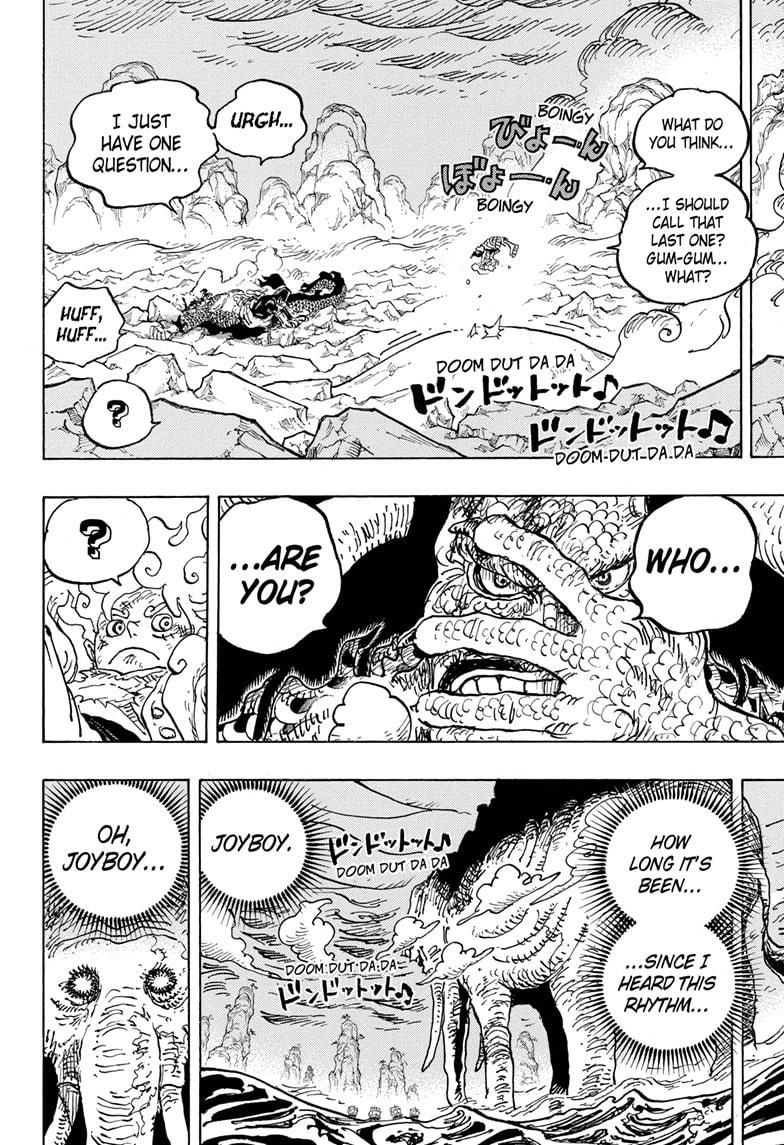 WHAT DO
YOU THINK...
...I SHOULD
CALL THAT
LAST ONE?
GUM-GUM...
WHAT?
BOINGY
びょーん
ぼょーん
BOINGY
URGH...
I JUST
HAVE ONE
QUESTION...
HUFF,
HUFF...
?
DOOM DUT DA DA
ドンドットット♪
ドンドットット♪
DOOM DUT DA DA
WHO...
...ARE
YOU?
?
HOW
LONG IT'S
BEEN...
...SINCE I
HEARD THIS
RHYTHM...
JOYBOY.
ドンドットット♪
DOOM DUT DA DA
DOOM DUT DA DA
ドンドットット♪
OH,
JOYBOY...